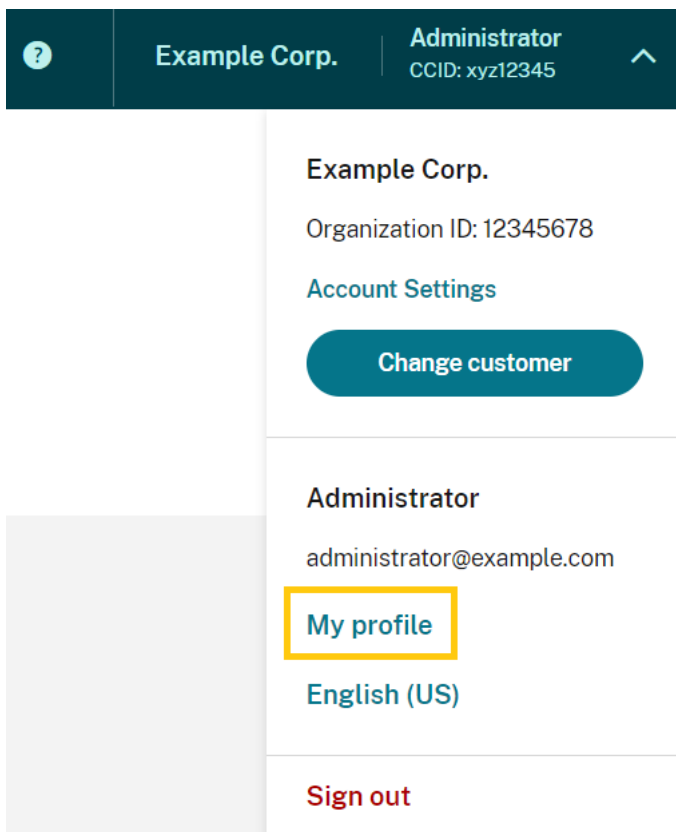 ?
Example Corp.
Administrator
CCID: xyz12345
Example Corp.
Organization ID: 12345678
Account Settings
Change customer
Administrator
administrator@example.com
My profile
English (US)
Sign out